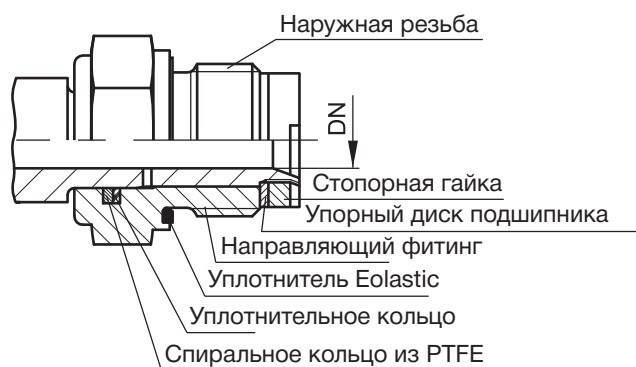 Наружная резьба
DN
Стопорная гайка
Упорный диск подшипника
Направляющий фитинг
Уплотнитель Eolastic
Уплотнительное кольцо
Спиральное кольцо из PTFE